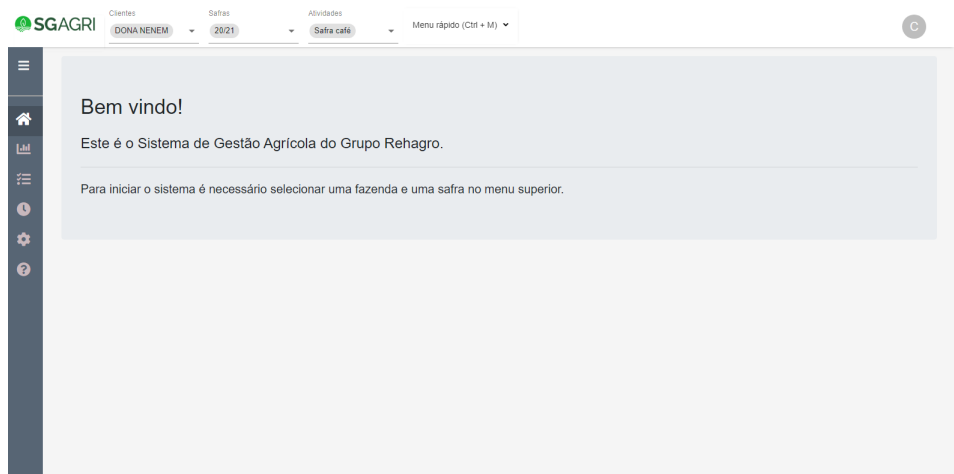 SGAGRI
Clientes
DONA NENEM
Safras
20/21
Atividades
Safra café
Menu rápido (Ctrl + M)
C
Bem vindo!
Este é o Sistema de Gestão Agrícola do Grupo Rehagro.
Para iniciar o sistema é necessário selecionar uma fazenda e uma safra no menu superior.